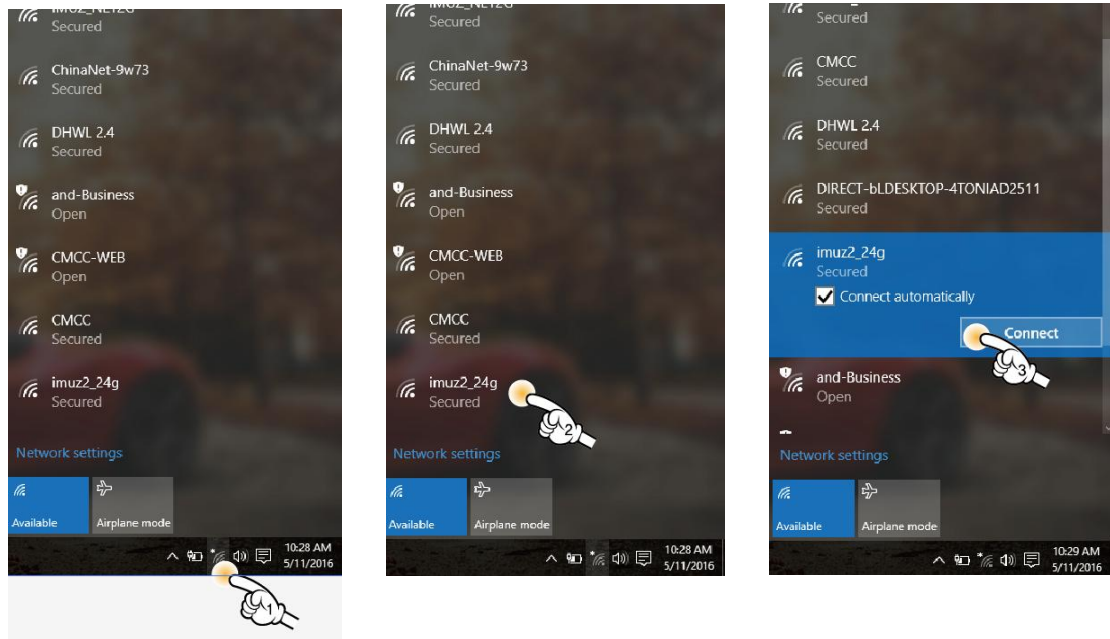 Secured
ChinaNet-9w73
Secured
DHWL 2.4
Secured
and-Business
Open
CMCC-WEB
Open
CMCC
Secured
imuz2_24g
Secured
Network settings
Available
Airplane mode
10:28 AM
5/11/2016
1
Secured
ChinaNet-9w73
Secured
DHWL 2.4
Secured
and-Business
Open
CMCC-WEB
Open
CMCC
Secured
imuz2_24g
Secured
2
Network settings
Available
Airplane mode
10:28 AM
5/11/2016
Secured
CMCC
Secured
DHWL 2.4
Secured
DIRECT-bLDESKTOP-4TONIAD2511
Secured
imuz2_24g
Secured
Connect automatically
Connect
3
and-Business
Open
Network settings
Available
Airplane mode
10:29 AM
5/11/2016